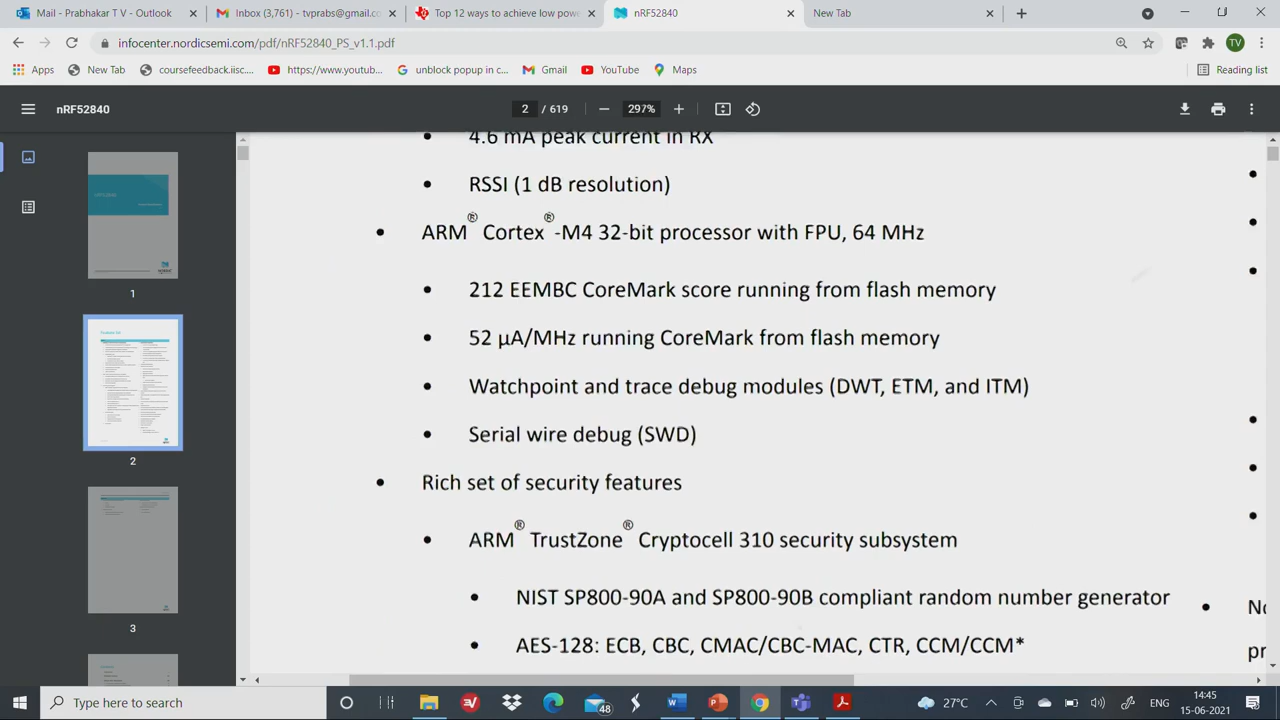 Mail - Prabhakar T V - Outlook
Inbox (3,761) - tvprabs@gmail.co
Top 12 ways to achieve low powe
nRF52840
New Tab
infocenter.nordicsemi.com/pdf/nRF52840_PS_v1.1.pdf
TV
Apps
New Tab
coursefeedback.iisc....
https://www.youtub...
unblock popup in c...
Gmail
YouTube
Maps
Reading list
nRF52840
2 / 619
297%
4.6 mA peak current in RX
• RSSI (1 dB resolution)
• ARM® Cortex®-M4 32-bit processor with FPU, 64 MHz
• 212 EEMBC CoreMark score running from flash memory
• 52 µA/MHz running CoreMark from flash memory
• Watchpoint and trace debug modules (DWT, ETM, and ITM)
• Serial wire debug (SWD)
• Rich set of security features
• ARM® TrustZone® Cryptocell 310 security subsystem
• NIST SP800-90A and SP800-90B compliant random number generator
• AES-128: ECB, CBC, CMAC/CBC-MAC, CTR, CCM/CCM*
1
2
3
Type here to search
48
27°C
ENG
14:45
15-06-2021